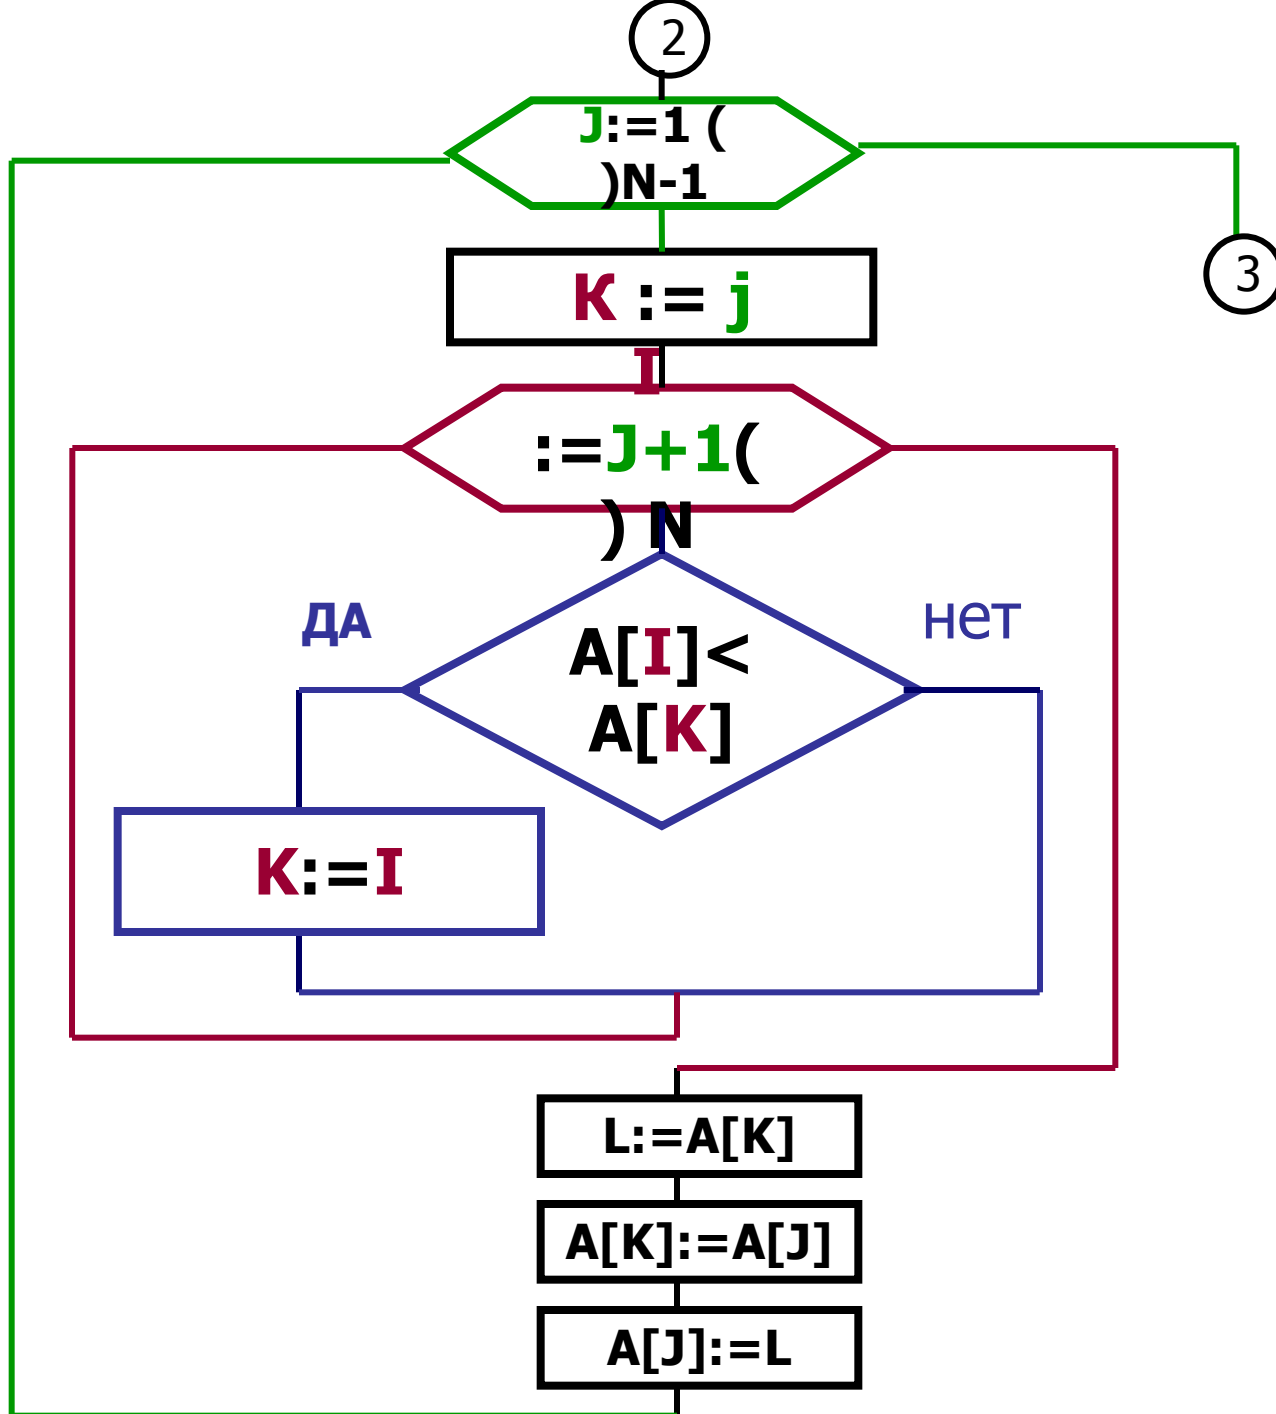 2
J:=1 (
)N-1
3
K := j
I
:=J+1(
) N
ДА
нет
A[I]<
A[K]
K:=I
L:=A[K]
A[K]:=A[J]
A[J]:=L